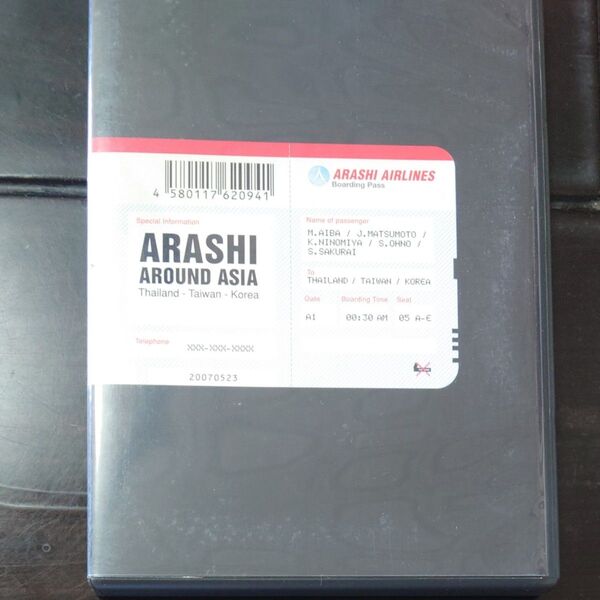 4 580117 620941
Special Information
ARASHI
AROUND ASIA
Thailand - Taiwan - Korea
Telephone
XXX-XXX-XXXX
20070523
ARASHI AIRLINES
Boarding Pass
Name of passenger
M.AIBA / J.MATSUMOTO /
K.NINOMIYA / S.OHNO /
S.SAKURAI
To
THAILAND / TAIWAN / KOREA
Date Boarding Time Seat
A1 00:30 AM 05 A-E